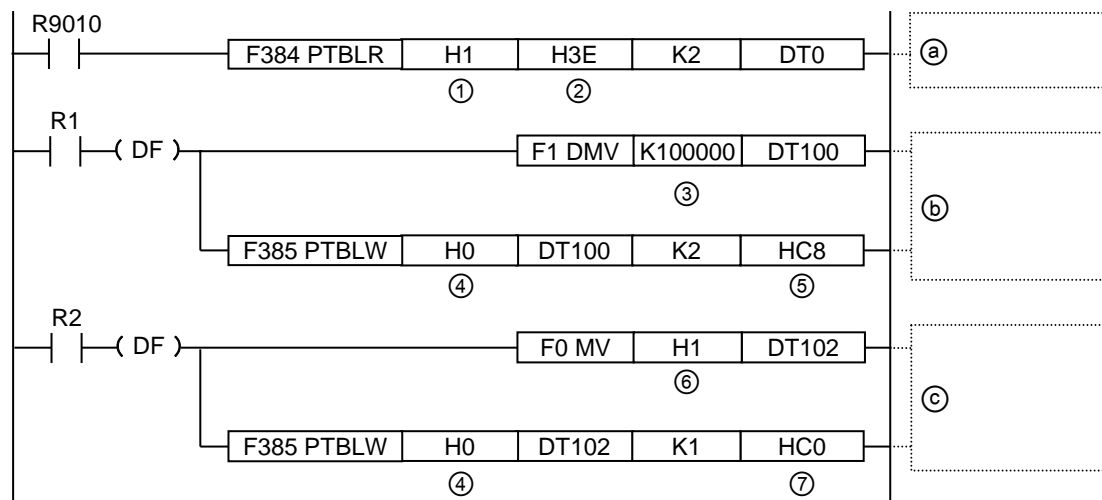 R9010
F384 PTBLR H1 H3E K2 DT0 ⓐ
① ②
R1
( DF ) F1 DMV K100000 DT100
③
ⓑ
F385 PTBLW H0 DT100 K2 HC8
④ ⑤
R2
( DF ) F0 MV H1 DT102
⑥
ⓒ
F385 PTBLW H0 DT102 K1 HC0
④ ⑦